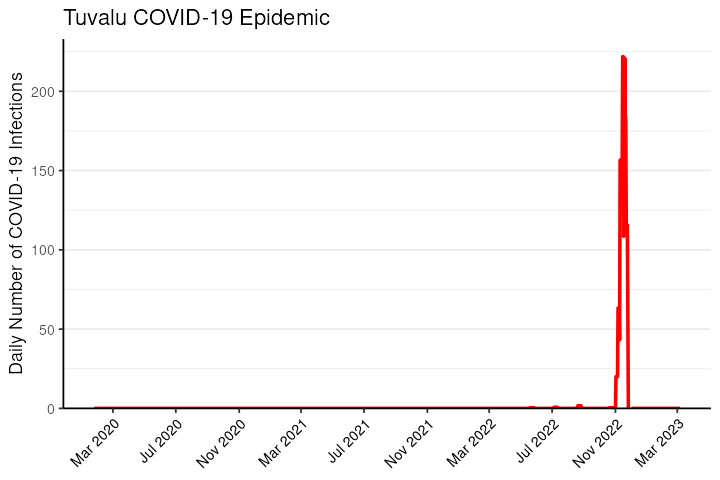 Tuvalu COVID-19 Epidemic
Daily Number of COVID-19 Infections
200
150
100
50
0
Mar 2020
Jul 2020
Nov 2020
Mar 2021
Jul 2021
Nov 2021
Mar 2022
Jul 2022
Nov 2022
Mar 2023